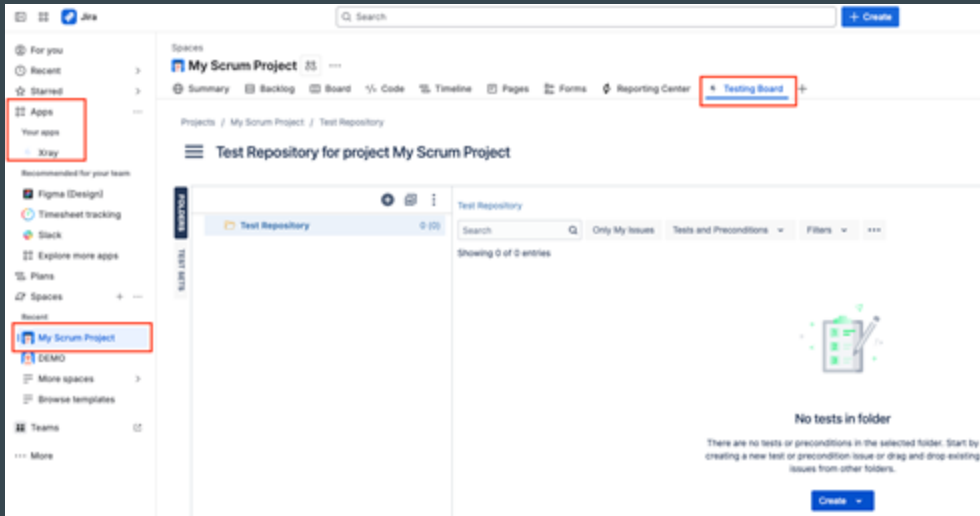 Jira
Search
+ Create
For you
Recent
Starred
Apps
Your apps
Xray
Recommended for your team
Figma (Design)
Timesheet tracking
Slack
Explore more apps
Plans
Spaces
Recent
My Scrum Project
DEMO
More spaces
Browse templates
Teams
More
Spaces
My Scrum Project
Summary Backlog Board Code Timeline Pages Forms Reporting Center Testing Board
Projects / My Scrum Project / Test Repository
Test Repository for project My Scrum Project
FOLDERS
TEST SETS
Test Repository 0 (0)
Test Repository
Search Only My Issues Tests and Preconditions Filters
Showing 0 of 0 entries
No tests in folder
There are no tests or preconditions in the selected folder. Start by
creating a new test or precondition issue or drag and drop existing
issues from other folders.
Create